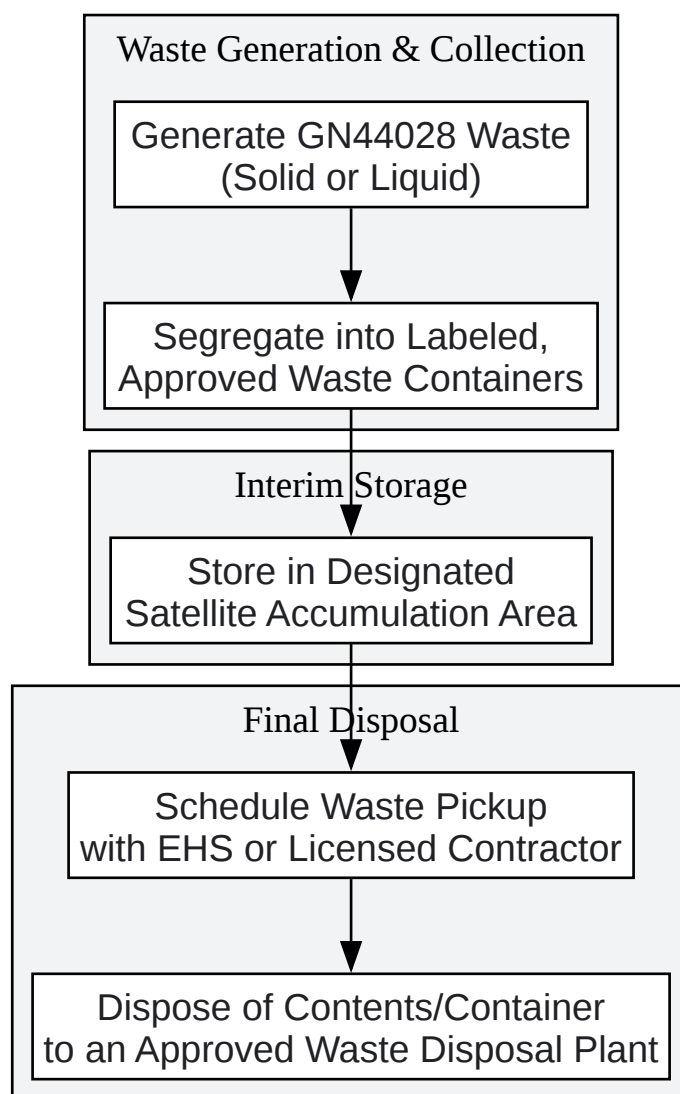 Waste Generation & Collection
Generate GN44028 Waste
(Solid or Liquid)
Segregate into Labeled,
Approved Waste Containers
Interim Storage
Store in Designated
Satellite Accumulation Area
Final Disposal
Schedule Waste Pickup
with EHS or Licensed Contractor
Dispose of Contents/Container
to an Approved Waste Disposal Plant